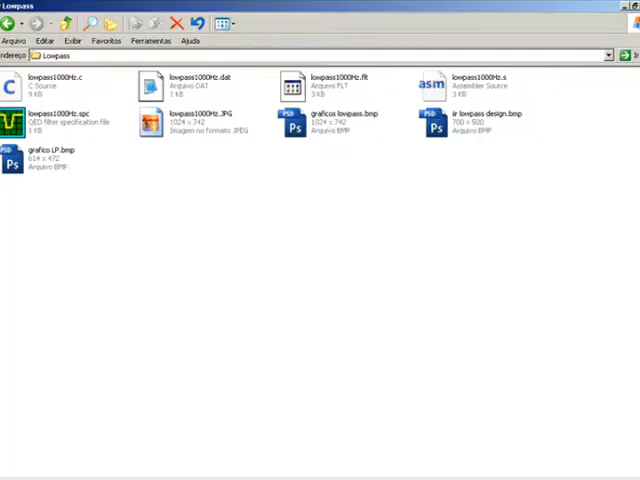 Lowpass
Arquivo Editar Exibir Favoritos Ferramentas Ajuda
ndereço Lowpass Ir
lowpass1000Hz.c
C Source
9 KB
lowpass1000Hz.dat
Arquivo DAT
1 KB
lowpass1000Hz.flt
Arquivo FLT
3 KB
asm
lowpass1000Hz.s
Assembler Source
3 KB
lowpass1000Hz.spc
QED filter specification file
1 KB
lowpass1000Hz.JPG
1024 x 742
Imagem no formato JPEG
PSD
Ps
graficos lowpass.bmp
1024 x 742
Arquivo BMP
PSD
Ps
iir lowpass design.bmp
700 x 500
Arquivo BMP
PSD
Ps
grafico LP.bmp
614 x 472
Arquivo BMP